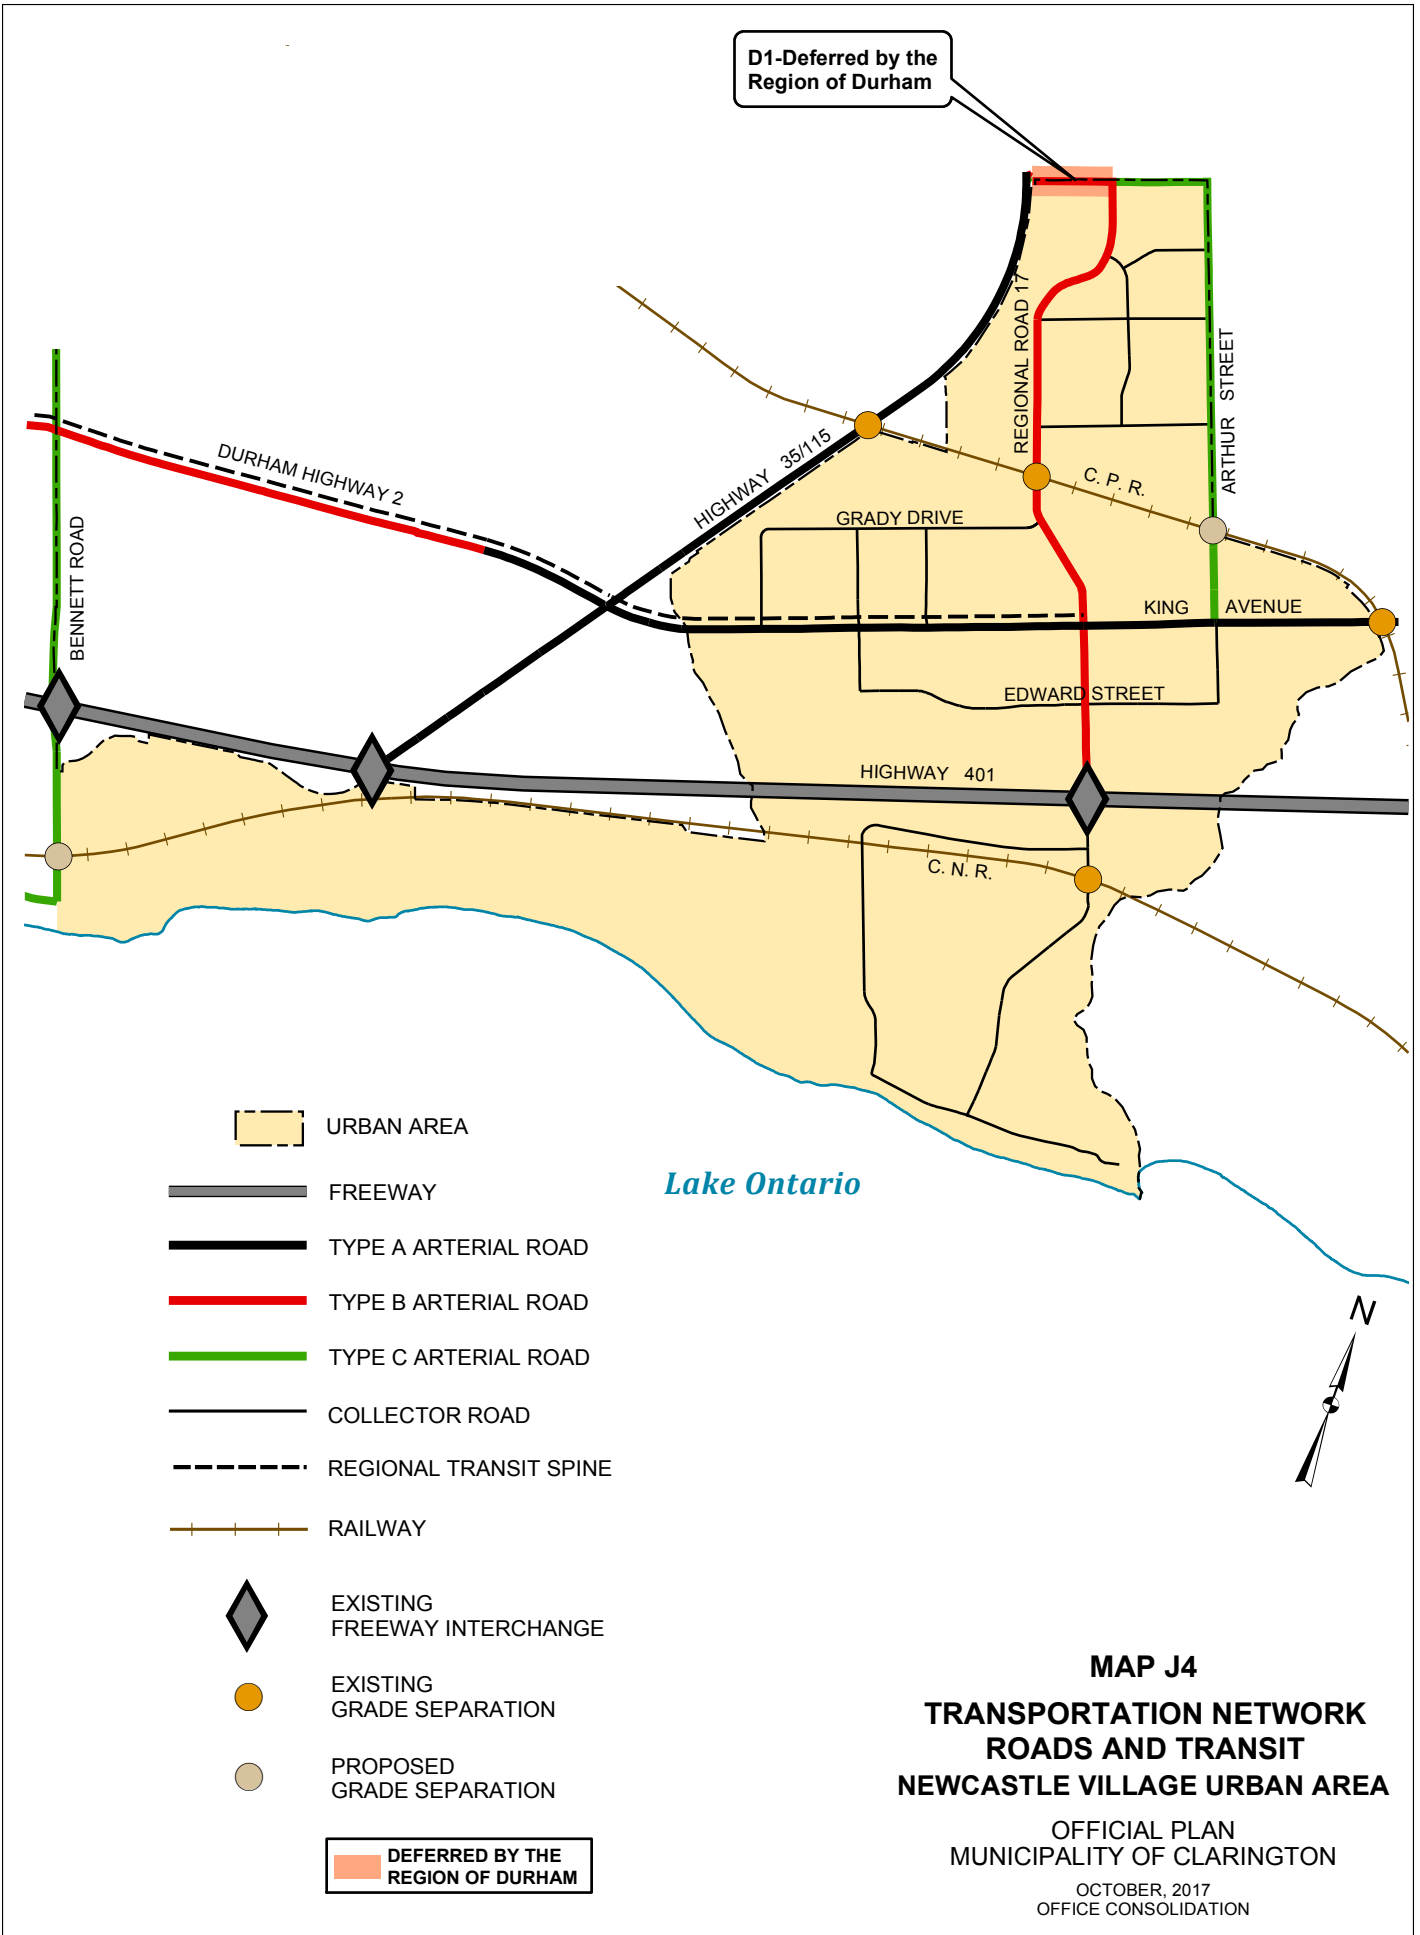 D1-Deferred by the
Region of Durham
REGIONAL ROAD 17
ARTHUR STREET
DURHAM HIGHWAY 2
HIGHWAY 35/115
C. P. R.
GRADY DRIVE
BENNETT ROAD
KING AVENUE
EDWARD STREET
HIGHWAY 401
C. N. R.
Lake Ontario
URBAN AREA
FREEWAY
TYPE A ARTERIAL ROAD
TYPE B ARTERIAL ROAD
TYPE C ARTERIAL ROAD
COLLECTOR ROAD
REGIONAL TRANSIT SPINE
RAILWAY
EXISTING
FREEWAY INTERCHANGE
EXISTING
GRADE SEPARATION
PROPOSED
GRADE SEPARATION
DEFERRED BY THE
REGION OF DURHAM
N
MAP J4
TRANSPORTATION NETWORK
ROADS AND TRANSIT
NEWCASTLE VILLAGE URBAN AREA
OFFICIAL PLAN
MUNICIPALITY OF CLARINGTON
OCTOBER, 2017
OFFICE CONSOLIDATION